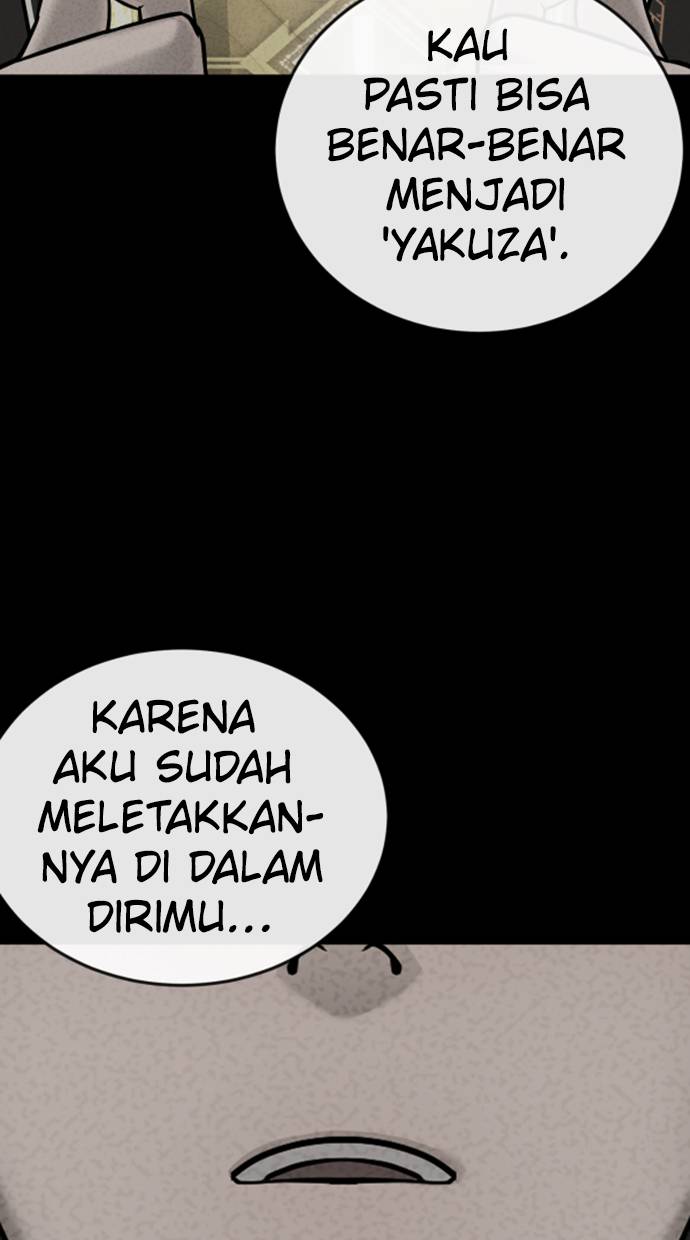 KAU
PASTI BISA
BENAR-BENAR
MENJADI
'YAKUZA'.
KARENA
AKU SUDAH
MELETAKKAN-
NYA DI DALAM
DIRIMU...